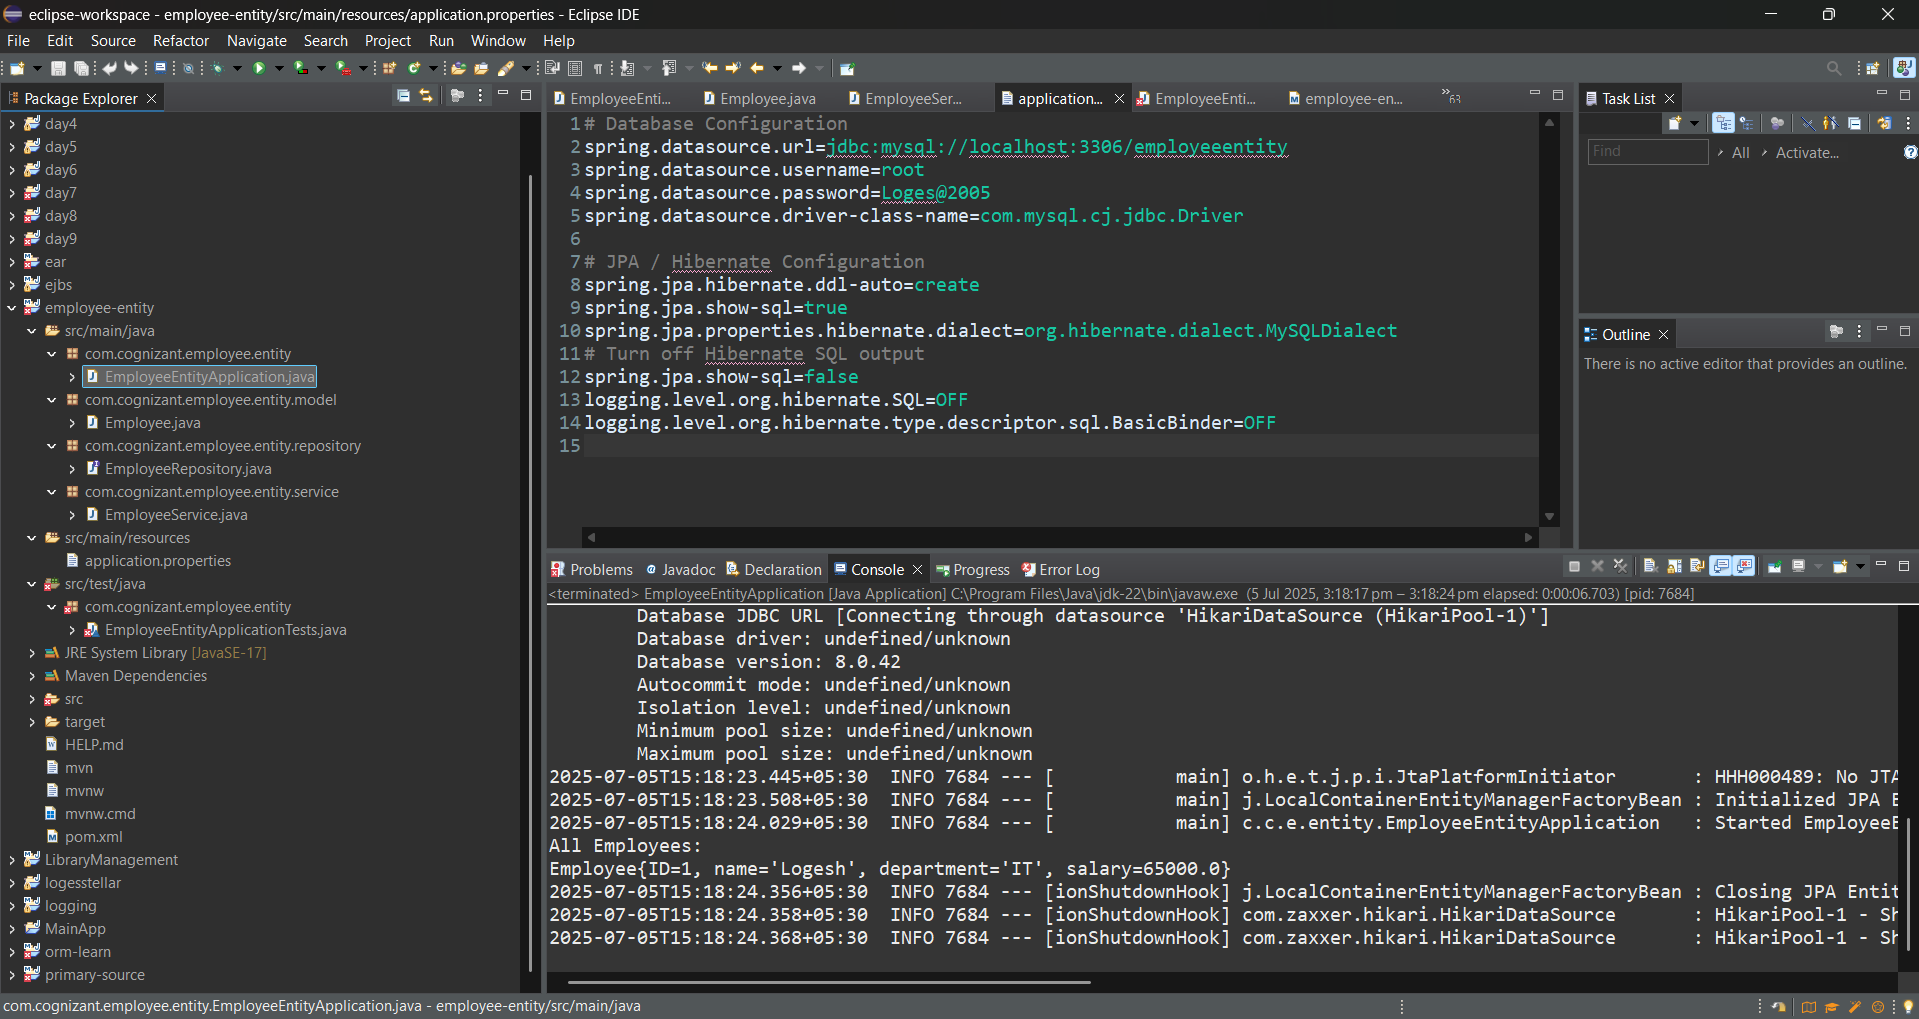 eclipse-workspace - employee-entity/src/main/resources/application.properties - Eclipse IDE
File Edit Source Refactor Navigate Search Project Run Window Help
Package Explorer
day4
day5
day6
day7
day8
day9
ear
ejbs
employee-entity
src/main/java
com.cognizant.employee.entity
EmployeeEntityApplication.java
com.cognizant.employee.entity.model
Employee.java
com.cognizant.employee.entity.repository
EmployeeRepository.java
com.cognizant.employee.entity.service
EmployeeService.java
src/main/resources
application.properties
src/test/java
com.cognizant.employee.entity
EmployeeEntityApplicationTests.java
JRE System Library [JavaSE-17]
Maven Dependencies
src
target
HELP.md
mvn
mvnw
mvnw.cmd
pom.xml
LibraryManagement
logesstellar
logging
MainApp
orm-learn
primary-source
EmployeeEnti... Employee.java EmployeeSer... application... EmployeeEnti... employee-en... »63
1 # Database Configuration
2 spring.datasource.url=jdbc:mysql://localhost:3306/employeeentity
3 spring.datasource.username=root
4 spring.datasource.password=Loges@2005
5 spring.datasource.driver-class-name=com.mysql.cj.jdbc.Driver
6
7 # JPA / Hibernate Configuration
8 spring.jpa.hibernate.ddl-auto=create
9 spring.jpa.show-sql=true
10 spring.jpa.properties.hibernate.dialect=org.hibernate.dialect.MySQLDialect
11 # Turn off Hibernate SQL output
12 spring.jpa.show-sql=false
13 logging.level.org.hibernate.SQL=OFF
14 logging.level.org.hibernate.type.descriptor.sql.BasicBinder=OFF
15
Task List
Find All Activate...
Outline
There is no active editor that provides an outline.
Problems Javadoc Declaration Console Progress Error Log
<terminated> EmployeeEntityApplication [Java Application] C:\Program Files\Java\jdk-22\bin\javaw.exe (5 Jul 2025, 3:18:17 pm – 3:18:24 pm elapsed: 0:00:06.703) [pid: 7684]
Database JDBC URL [Connecting through datasource 'HikariDataSource (HikariPool-1)']
Database driver: undefined/unknown
Database version: 8.0.42
Autocommit mode: undefined/unknown
Isolation level: undefined/unknown
Minimum pool size: undefined/unknown
Maximum pool size: undefined/unknown
2025-07-05T15:18:23.445+05:30 INFO 7684 --- [ main] o.h.e.t.j.p.i.JtaPlatformInitiator : HHH000489: No JTA
2025-07-05T15:18:23.508+05:30 INFO 7684 --- [ main] j.LocalContainerEntityManagerFactoryBean : Initialized JPA E
2025-07-05T15:18:24.029+05:30 INFO 7684 --- [ main] c.c.e.entity.EmployeeEntityApplication : Started EmployeeE
All Employees:
Employee{ID=1, name='Logesh', department='IT', salary=65000.0}
2025-07-05T15:18:24.356+05:30 INFO 7684 --- [ionShutdownHook] j.LocalContainerEntityManagerFactoryBean : Closing JPA Entit
2025-07-05T15:18:24.358+05:30 INFO 7684 --- [ionShutdownHook] com.zaxxer.hikari.HikariDataSource : HikariPool-1 - Sh
2025-07-05T15:18:24.368+05:30 INFO 7684 --- [ionShutdownHook] com.zaxxer.hikari.HikariDataSource : HikariPool-1 - Sh
com.cognizant.employee.entity.EmployeeEntityApplication.java - employee-entity/src/main/java